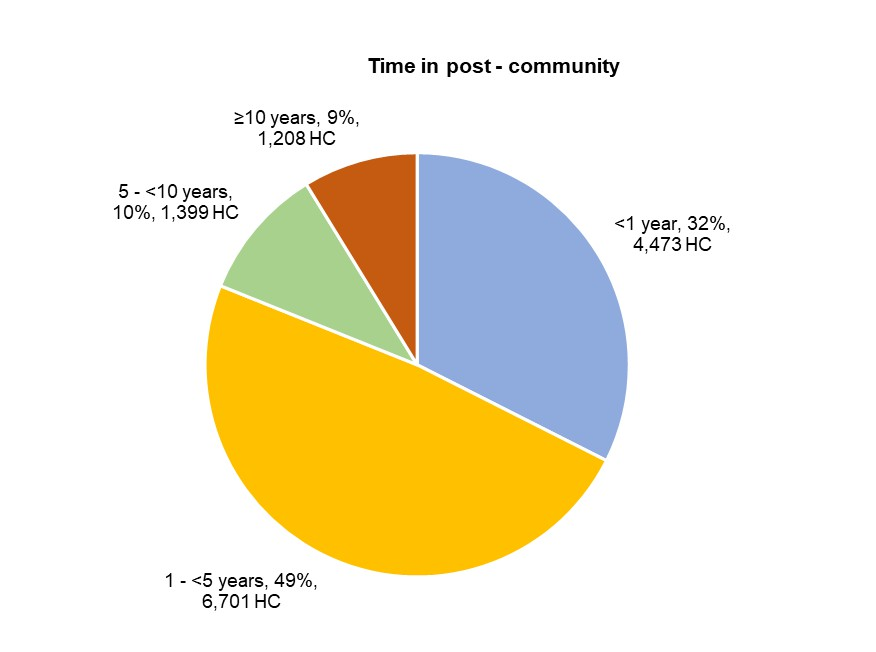 Time in post - community
≥10 years, 9%,
1,208 HC
5 - <10 years,
10%, 1,399 HC
<1 year, 32%,
4,473 HC
1 - <5 years, 49%,
6,701 HC